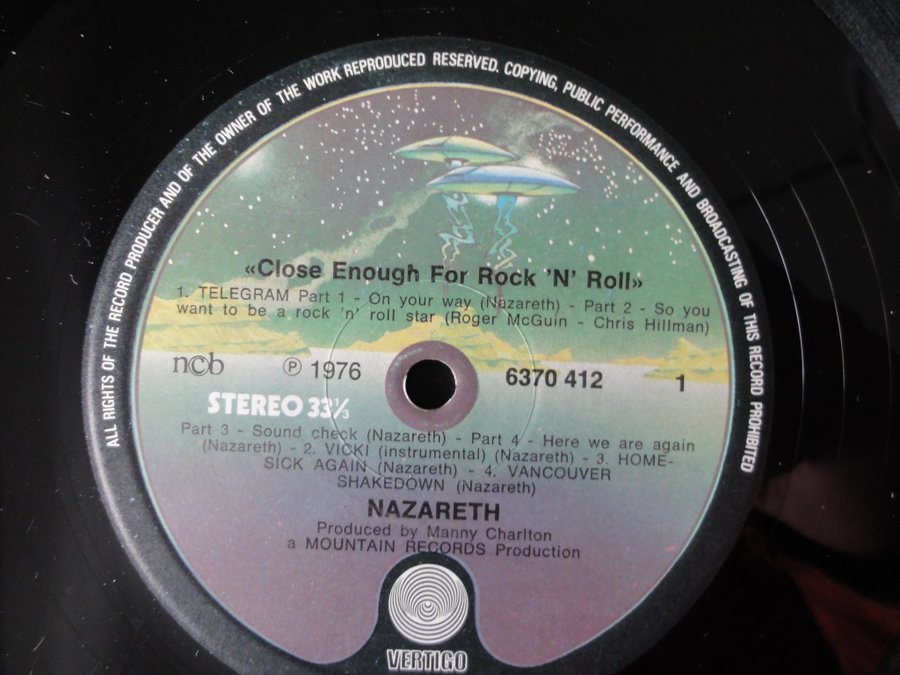 ALL RIGHTS OF THE RECORD PRODUCER AND OF THE OWNER OF THE WORK REPRODUCED RESERVED. COPYING, PUBLIC PERFORMANCE AND BROADCASTING OF THIS RECORD PROHIBITED
«Close Enough For Rock 'N' Roll»
1. TELEGRAM Part 1 - On your way (Nazareth) - Part 2 - So you
want to be a rock 'n' roll star (Roger McGuin - Chris Hillman)
n©b ℗ 1976 6370 412 1
STEREO 33⅓
Part 3 - Sound check (Nazareth) - Part 4 - Here we are again
(Nazareth) - 2. VICKI (instrumental) (Nazareth) - 3. HOME-
SICK AGAIN (Nazareth) - 4. VANCOUVER
SHAKEDOWN (Nazareth)
NAZARETH
Produced by Manny Charlton
a MOUNTAIN RECORDS Production
VERTIGO